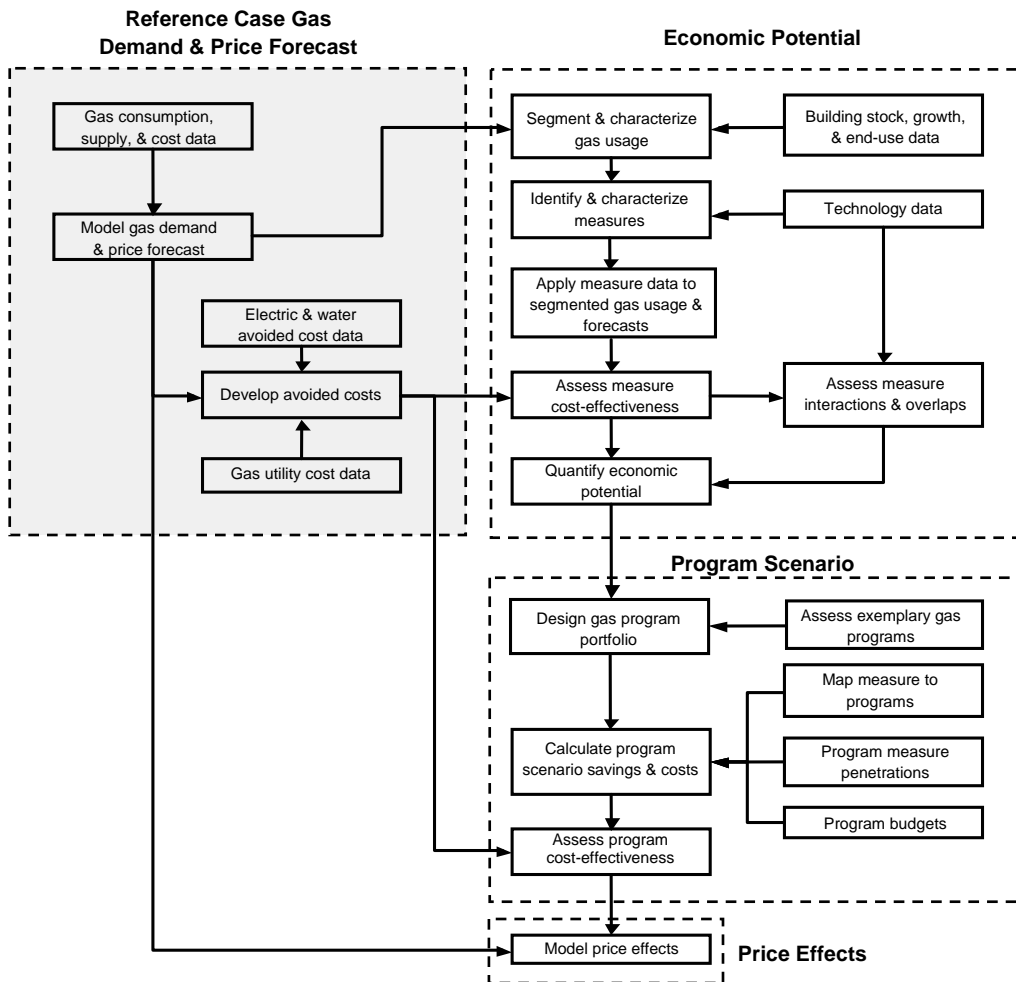 Reference Case Gas
Demand & Price Forecast
Economic Potential
Gas consumption,
supply, & cost data
Segment & characterize
gas usage
Building stock, growth,
& end-use data
Identify & characterize
measures
Technology data
Model gas demand
& price forecast
Apply measure data to
segmented gas usage &
forecasts
Electric & water
avoided cost data
Develop avoided costs
Assess measure
cost-effectiveness
Assess measure
interactions & overlaps
Gas utility cost data
Quantify economic
potential
Program Scenario
Design gas program
portfolio
Assess exemplary gas
programs
Map measure to
programs
Calculate program
scenario savings & costs
Program measure
penetrations
Program budgets
Assess program
cost-effectiveness
Model price effects
Price Effects